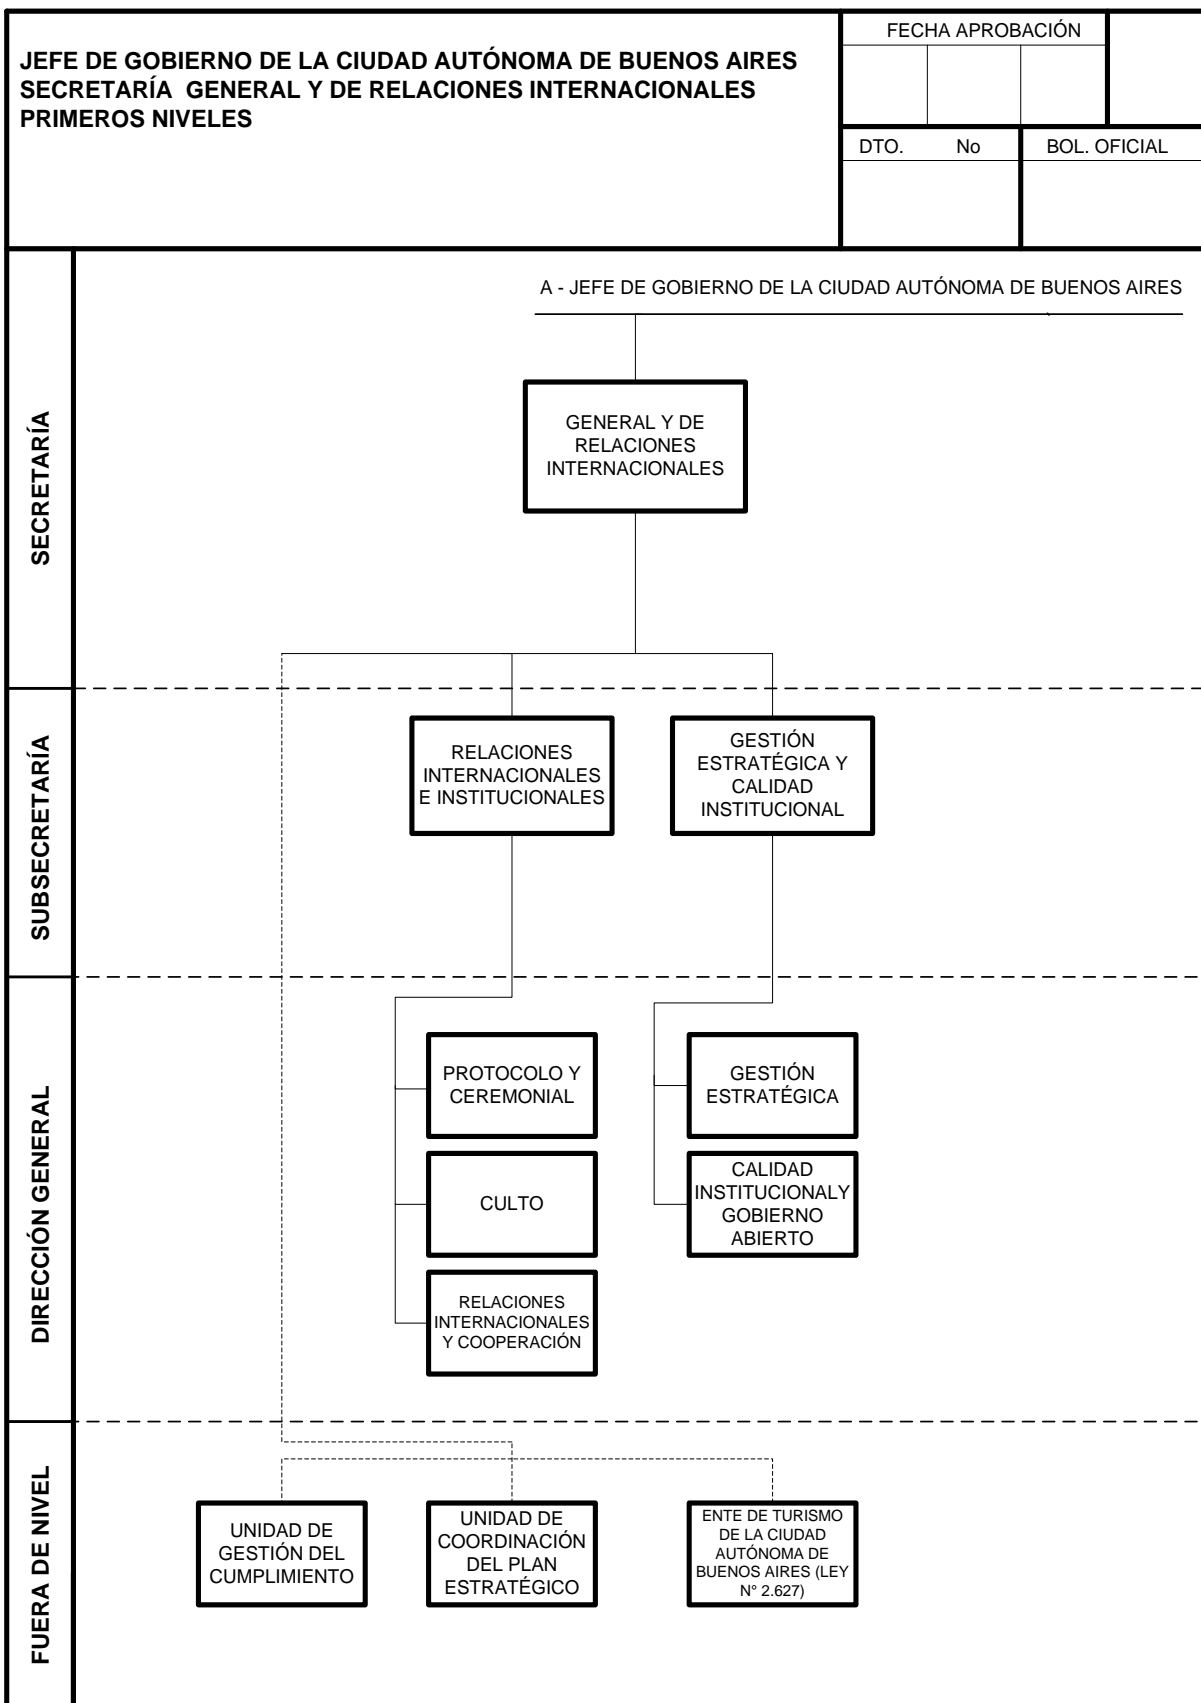 JEFE DE GOBIERNO DE LA CIUDAD AUTÓNOMA DE BUENOS AIRES
SECRETARÍA GENERAL Y DE RELACIONES INTERNACIONALES
PRIMEROS NIVELES
FECHA APROBACIÓN
DTO. No
BOL. OFICIAL
SECRETARÍA
A - JEFE DE GOBIERNO DE LA CIUDAD AUTÓNOMA DE BUENOS AIRES
GENERAL Y DE
RELACIONES
INTERNACIONALES
SUBSECRETARÍA
RELACIONES
INTERNACIONALES
E INSTITUCIONALES
GESTIÓN
ESTRATÉGICA Y
CALIDAD
INSTITUCIONAL
DIRECCIÓN GENERAL
PROTOCOLO Y
CEREMONIAL
CULTO
RELACIONES
INTERNACIONALES
Y COOPERACIÓN
GESTIÓN
ESTRATÉGICA
CALIDAD
INSTITUCIONALY
GOBIERNO
ABIERTO
FUERA DE NIVEL
UNIDAD DE
GESTIÓN DEL
CUMPLIMIENTO
UNIDAD DE
COORDINACIÓN
DEL PLAN
ESTRATÉGICO
ENTE DE TURISMO
DE LA CIUDAD
AUTÓNOMA DE
BUENOS AIRES (LEY
N° 2.627)